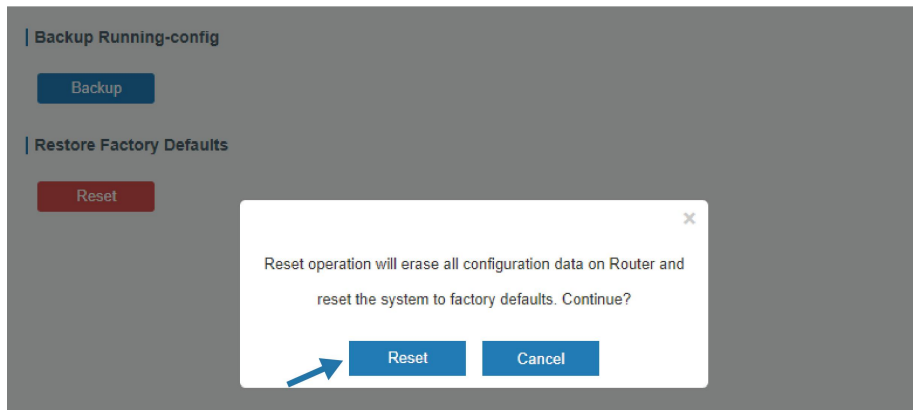 Backup Running-config
Backup
Restore Factory Defaults
Reset
×
Reset operation will erase all configuration data on Router and
reset the system to factory defaults. Continue?
Reset Cancel